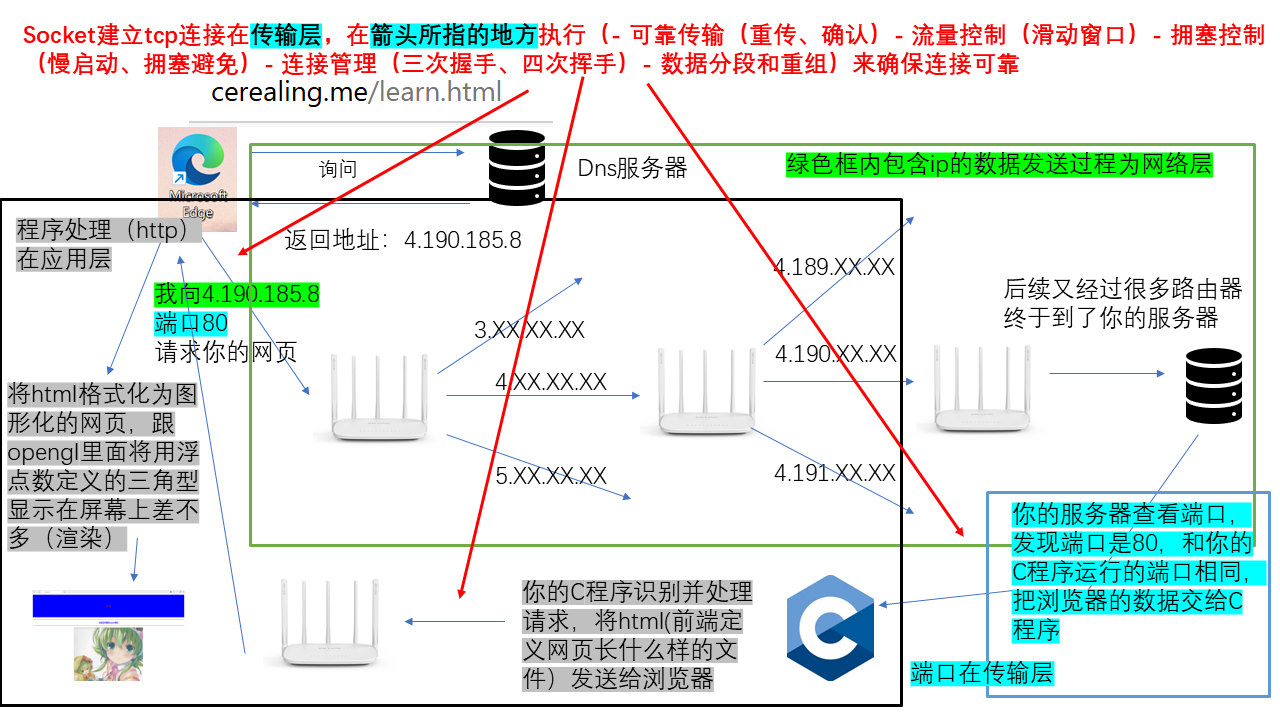 Socket建立tcp连接在传输层，在箭头所指的地方执行（- 可靠传输（重传、确认）- 流量控制（滑动窗口）- 拥塞控制
（慢启动、拥塞避免）- 连接管理（三次握手、四次挥手）- 数据分段和重组）来确保连接可靠
cerealing.me/learn.html
Microsoft
Edge
询问
Dns服务器
绿色框内包含ip的数据发送过程为网络层
程序处理（http）
在应用层
返回地址：4.190.185.8
我向4.190.185.8
端口80
请求你的网页
3.XX.XX.XX
4.XX.XX.XX
5.XX.XX.XX
4.189.XX.XX
4.190.XX.XX
4.191.XX.XX
后续又经过很多路由器
终于到了你的服务器
将html格式化为图
形化的网页，跟
opengl里面将用浮
点数定义的三角型
显示在屏幕上差不
多（渲染）
你的服务器查看端口，
发现端口是80，和你的
C程序运行的端口相同，
把浏览器的数据交给C
程序
端口在传输层
C
你的C程序识别并处理
请求，将html(前端定
义网页长什么样的文
件）发送给浏览器